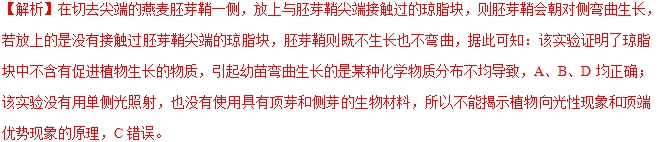 【解析】在切去尖端的燕麦胚芽鞘一侧，放上与胚芽鞘尖端接触过的琼脂块，则胚芽鞘会朝对侧弯曲生长，
若放上的是没有接触过胚芽鞘尖端的琼脂块，胚芽鞘则既不生长也不弯曲，据此可知：该实验证明了琼脂
块中不含有促进植物生长的物质，引起幼苗弯曲生长的是某种化学物质分布不均导致，A、B、D 均正确；
该实验没有用单侧光照射，也没有使用具有顶芽和侧芽的生物材料，所以不能揭示植物向光性现象和顶端
优势现象的原理，C 错误。